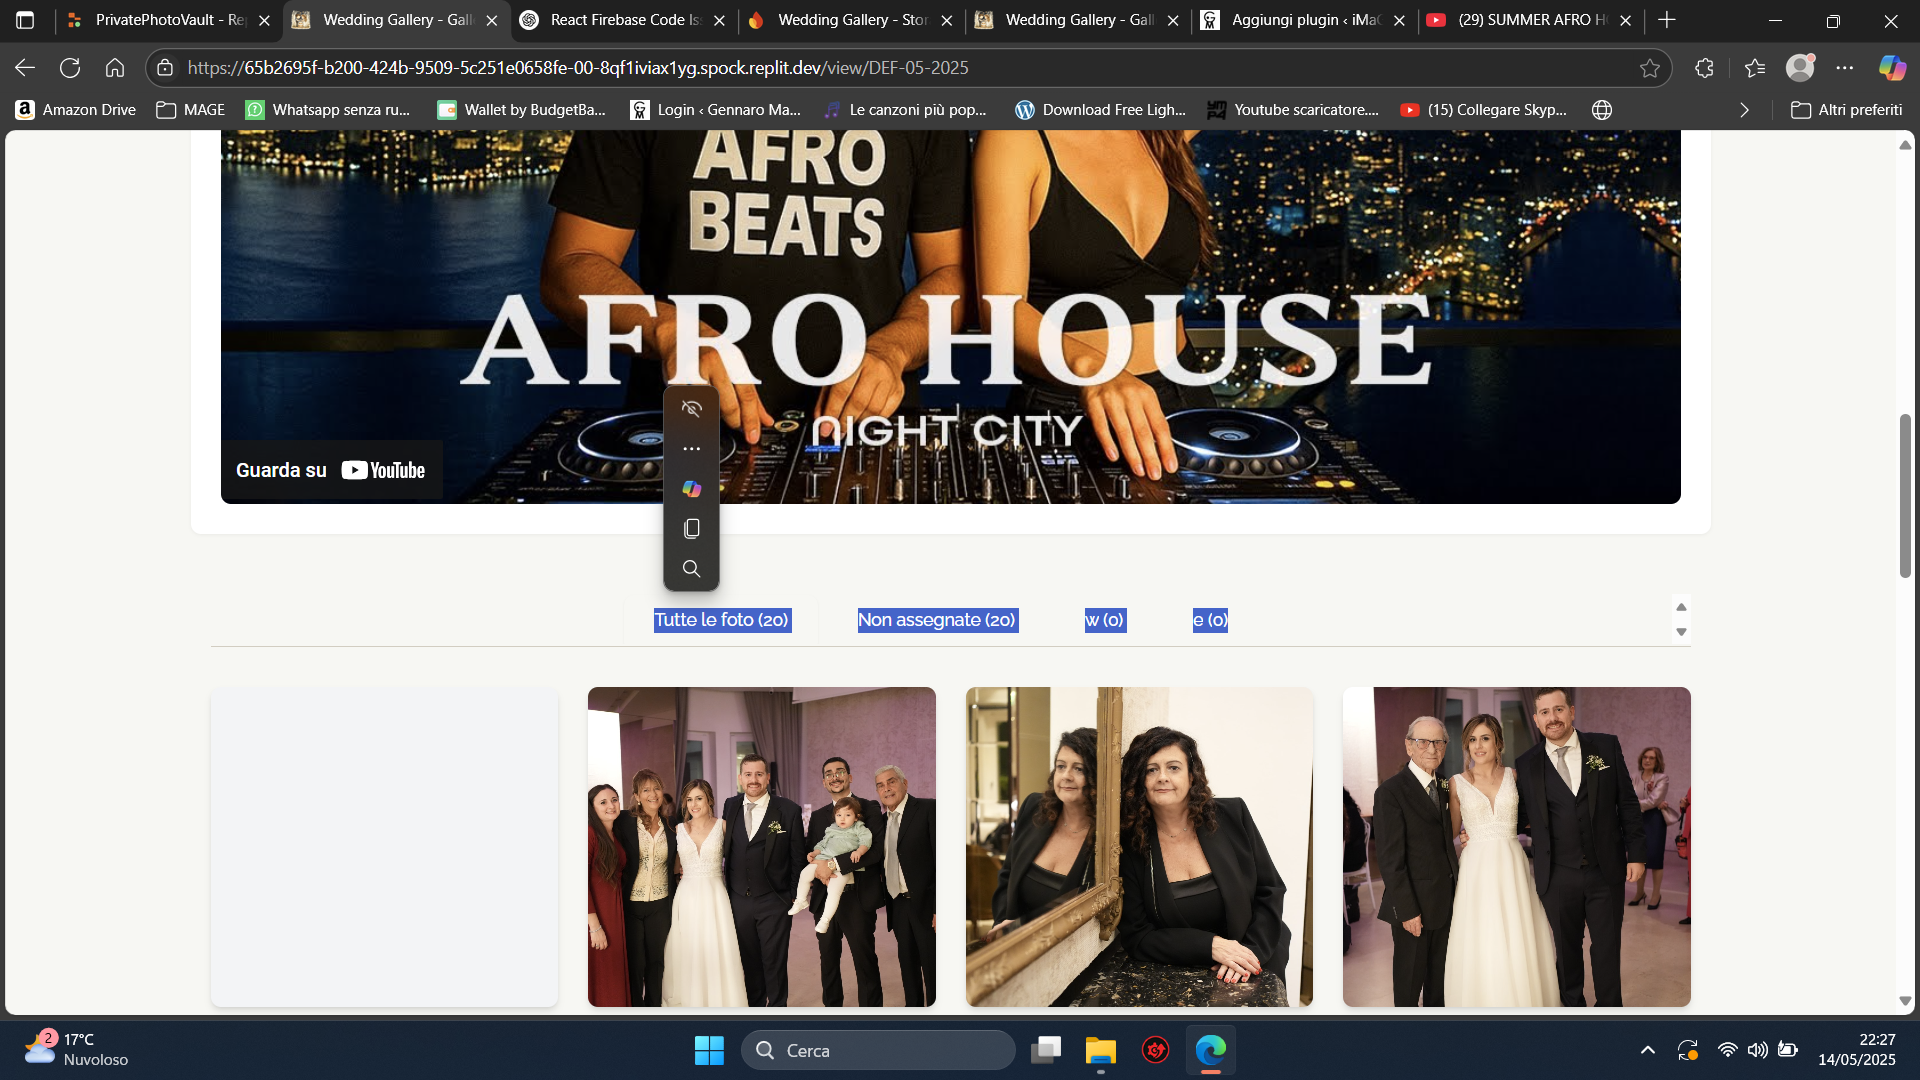 PrivatePhotoVault - Re
Wedding Gallery - Gall
React Firebase Code Is
Wedding Gallery - Stor
Wedding Gallery - Gall
Aggiungi plugin ‹ iMaG
(29) SUMMER AFRO H
https://65b2695f-b200-424b-9509-5c251e0658fe-00-8qf1iviax1yg.spock.replit.dev/view/DEF-05-2025
Amazon Drive
MAGE
Whatsapp senza ru...
Wallet by BudgetBa...
Login ‹ Gennaro Ma...
Le canzoni più pop...
Download Free Ligh...
Youtube scaricatore....
(15) Collegare Skyp...
Altri preferiti
AFRO
BEATS
AFRO HOUSE
NIGHT CITY
Guarda su YouTube
Tutte le foto (20)
Non assegnate (20)
w (0)
e (0)
2
17°C
Nuvoloso
Cerca
22:27
14/05/2025